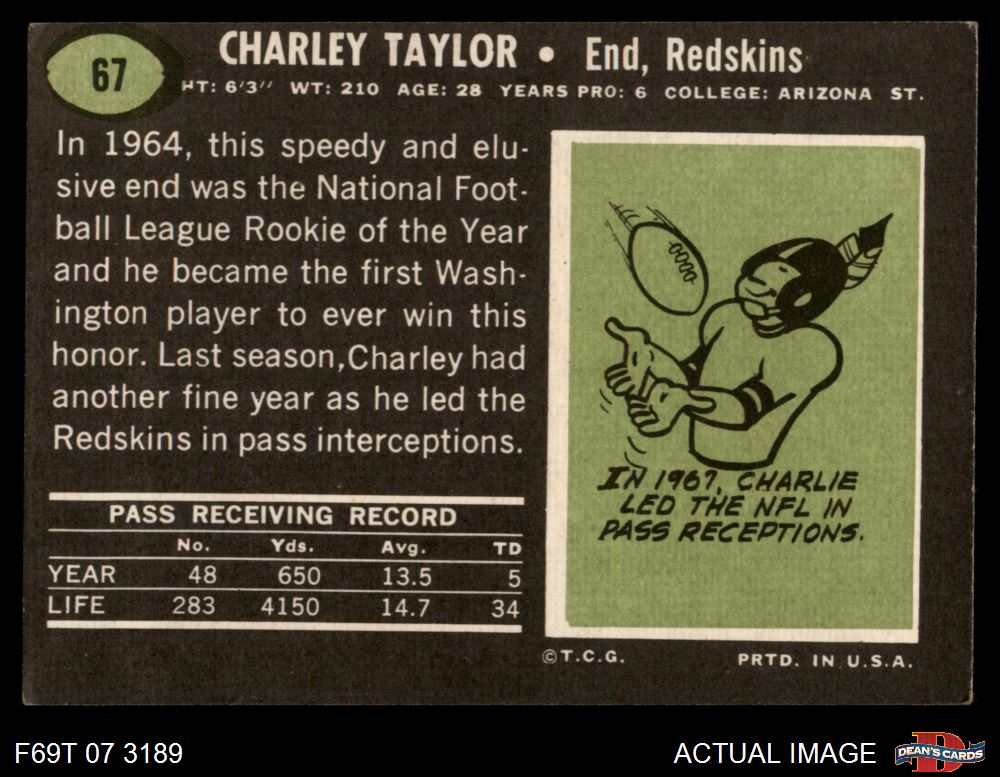 67
CHARLEY TAYLOR • End, Redskins
HT: 6'3" WT: 210 AGE: 28 YEARS PRO: 6 COLLEGE: ARIZONA ST.
In 1964, this speedy and elu-
sive end was the National Foot-
ball League Rookie of the Year
and he became the first Wash-
ington player to ever win this
honor. Last season,Charley had
another fine year as he led the
Redskins in pass interceptions.
PASS RECEIVING RECORD
No. Yds. Avg. TD
YEAR 48 650 13.5 5
LIFE 283 4150 14.7 34
IN 1967, CHARLIE
LED THE NFL IN
PASS RECEPTIONS.
©T.C.G. PRTD. IN U.S.A.
F69T 07 3189
ACTUAL IMAGE
D
DEAN'S CARDS